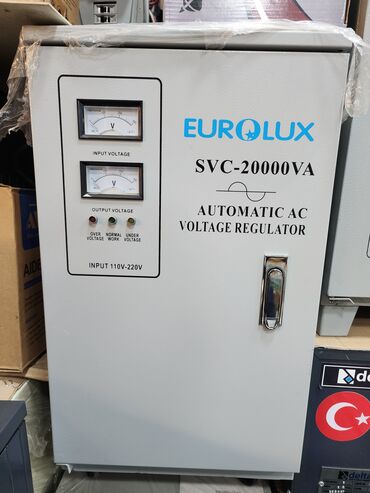 V
INPUT VOLTAGE
V
OUTPUT VOLTAGE
OVER VOLTAGE
NORMAL WORK
UNDER VOLTAGE
INPUT 110V-220V
EUROLUX
SVC-20000VA
AUTOMATIC AC
VOLTAGE REGULATOR